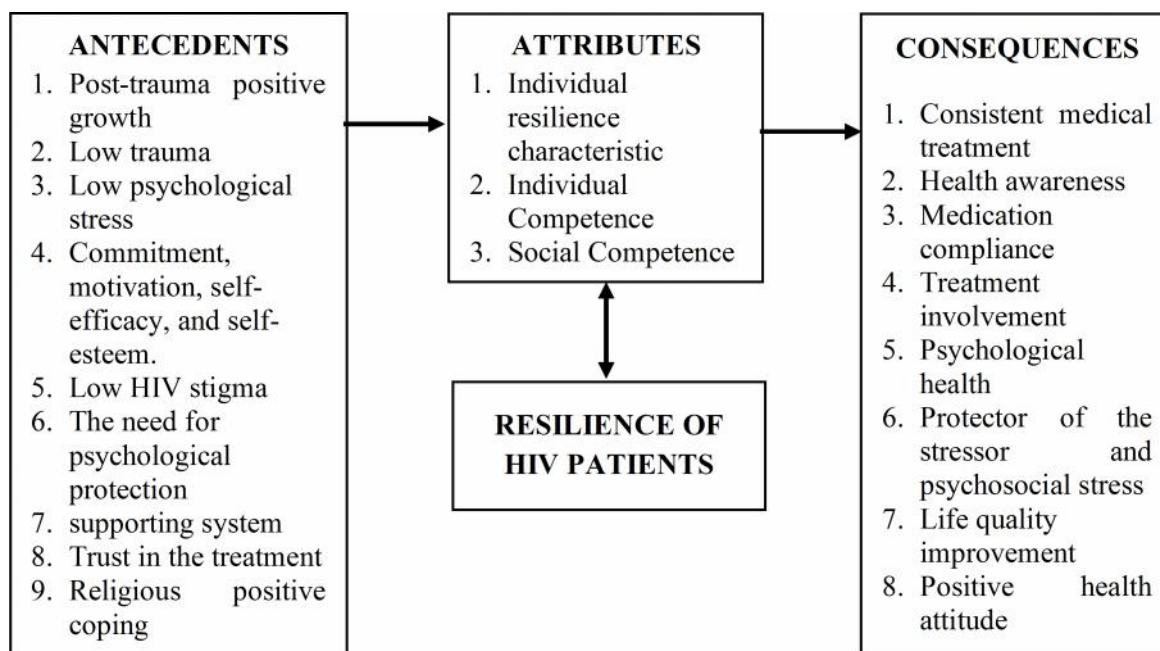 ANTECEDENTS
1. Post-trauma positive
growth
2. Low trauma
3. Low psychological
stress
4. Commitment,
motivation, self-
efficacy, and self-
esteem.
5. Low HIV stigma
6. The need for
psychological
protection
7. supporting system
8. Trust in the treatment
9. Religious positive
coping
ATTRIBUTES
1. Individual
resilience
characteristic
2. Individual
Competence
3. Social Competence
RESILIENCE OF
HIV PATIENTS
CONSEQUENCES
1. Consistent medical
treatment
2. Health awareness
3. Medication
compliance
4. Treatment
involvement
5. Psychological
health
6. Protector of the
stressor and
psychosocial stress
7. Life quality
improvement
8. Positive health
attitude